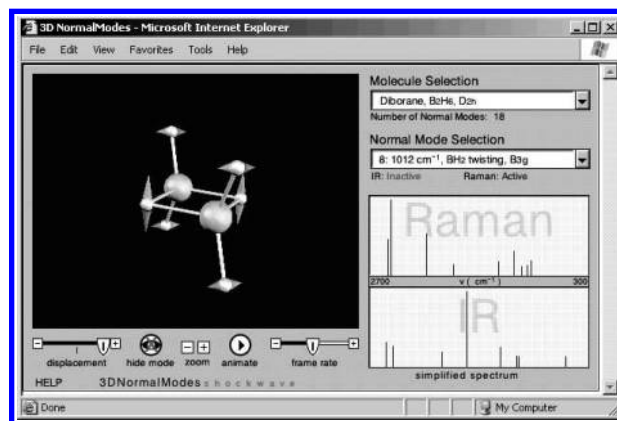 3D NormalModes - Microsoft Internet Explorer
File Edit View Favorites Tools Help
Molecule Selection
Diborane, B2H6, D2h
Number of Normal Modes: 18
Normal Mode Selection
8: 1012 cm⁻¹, BH2 twisting, B3g
IR: Inactive Raman: Active
Raman
2700 ν ( cm⁻¹ ) 300
IR
simplified spectrum
displacement hide mode zoom animate frame rate
HELP 3DNormalModes shockwave
Done My Computer